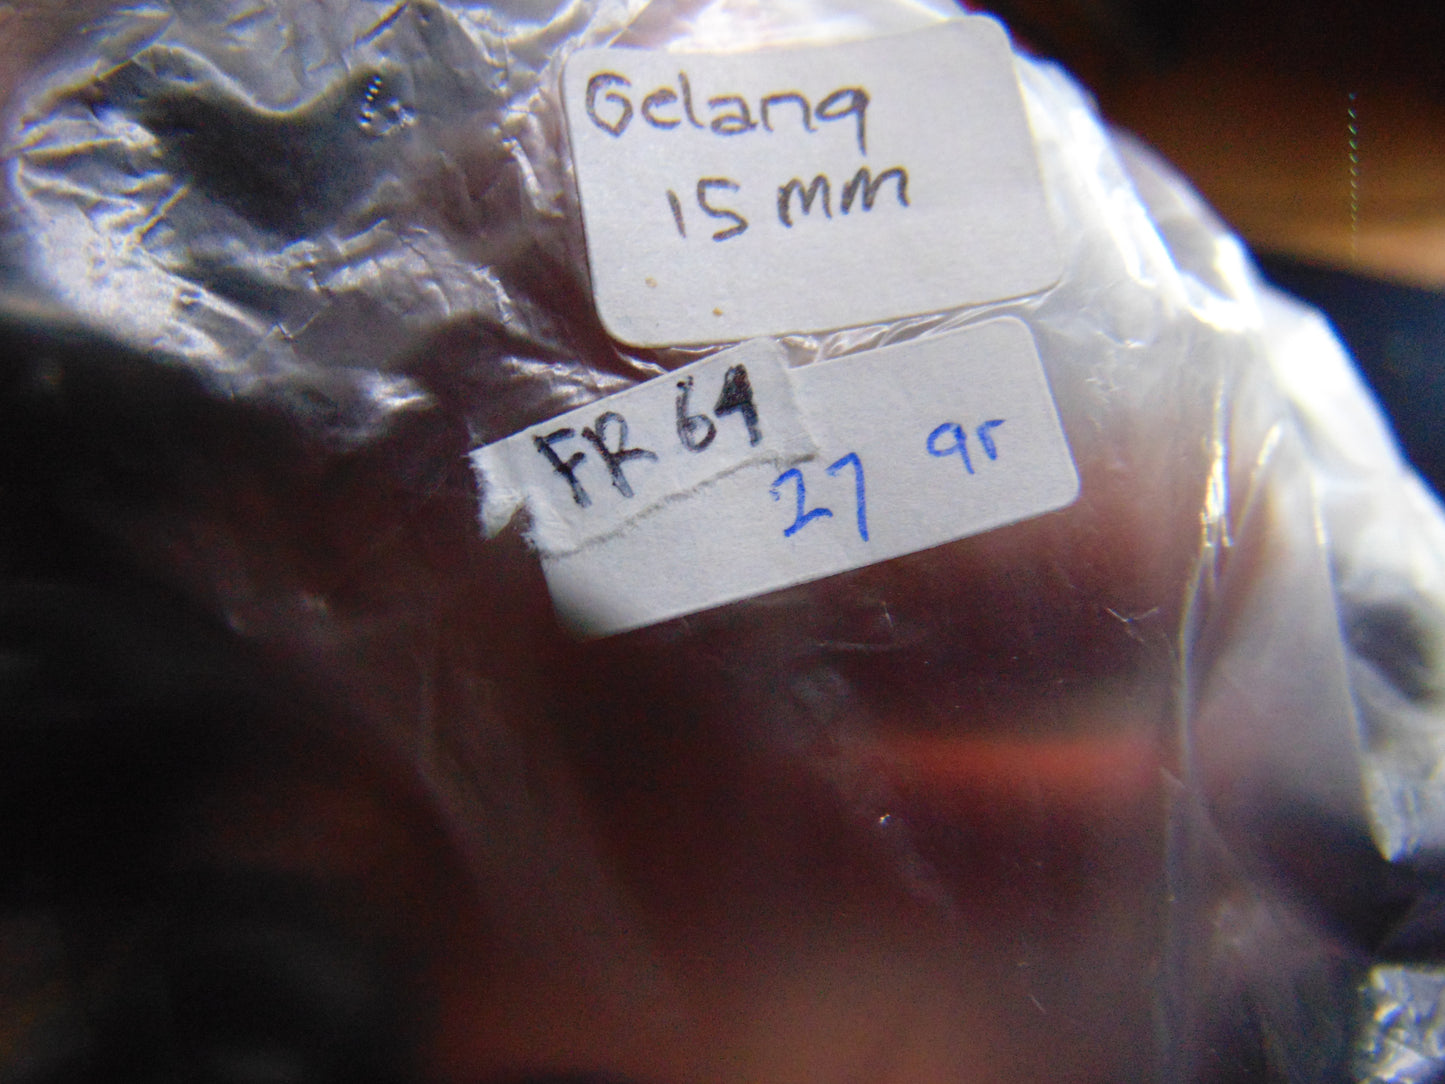 Gelang
15 mm
FR 64
27 gr